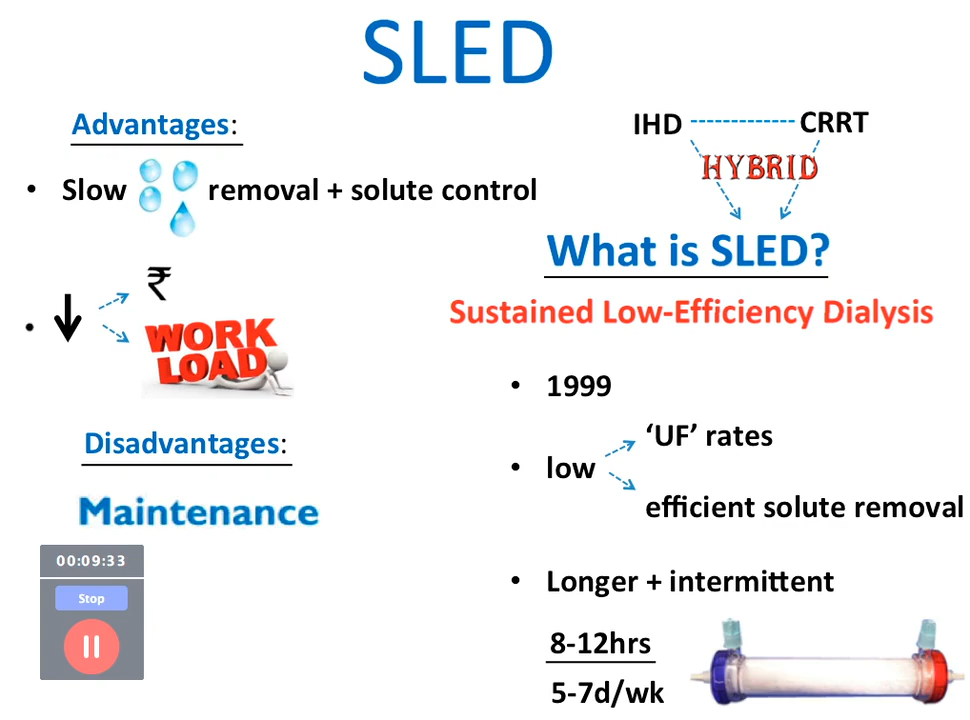 SLED
Advantages:
• Slow removal + solute control
• ↓ ₹
WORK
LOAD
Disadvantages:
Maintenance
00:09:33
Stop
IHD CRRT
HYBRID
What is SLED?
Sustained Low-Efficiency Dialysis
• 1999
• low
‘UF’ rates
efficient solute removal
• Longer + intermittent
8-12hrs
5-7d/wk